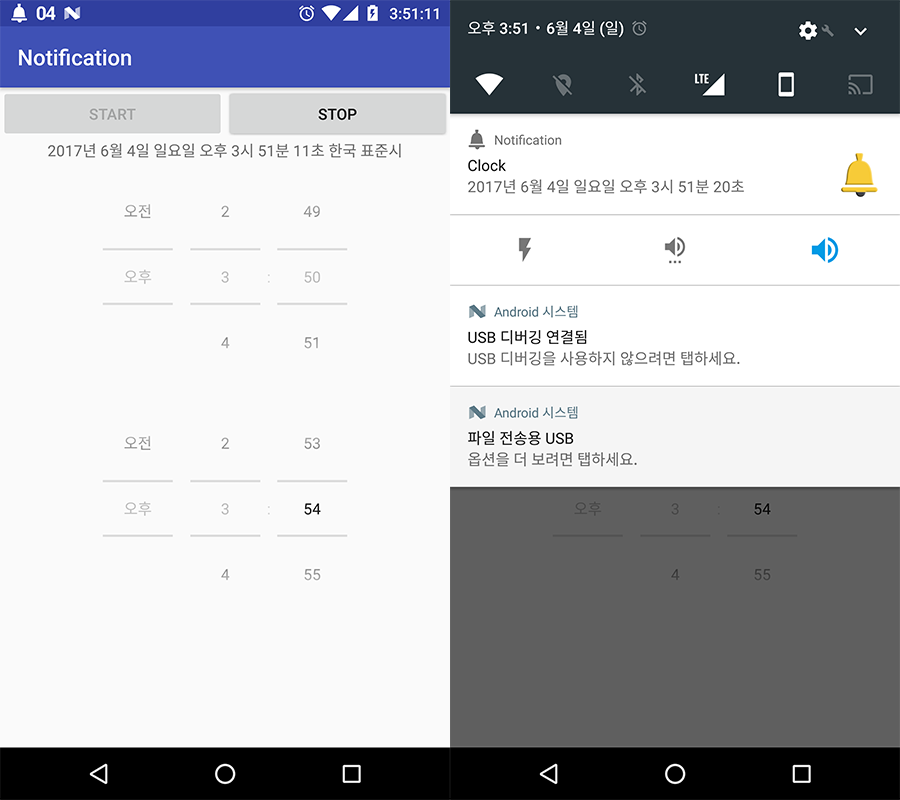 04 3:51:11
Notification
START STOP
2017년 6월 4일 일요일 오후 3시 51분 11초 한국 표준시
오전 2 49
오후 3 : 50
4 51
오전 2 53
오후 3 : 54
4 55
오후 3:51 • 6월 4일 (일)
LTE
Notification
Clock
2017년 6월 4일 일요일 오후 3시 51분 20초
Android 시스템
USB 디버깅 연결됨
USB 디버깅을 사용하지 않으려면 탭하세요.
Android 시스템
파일 전송용 USB
옵션을 더 보려면 탭하세요.
오후 3 : 54
4 55